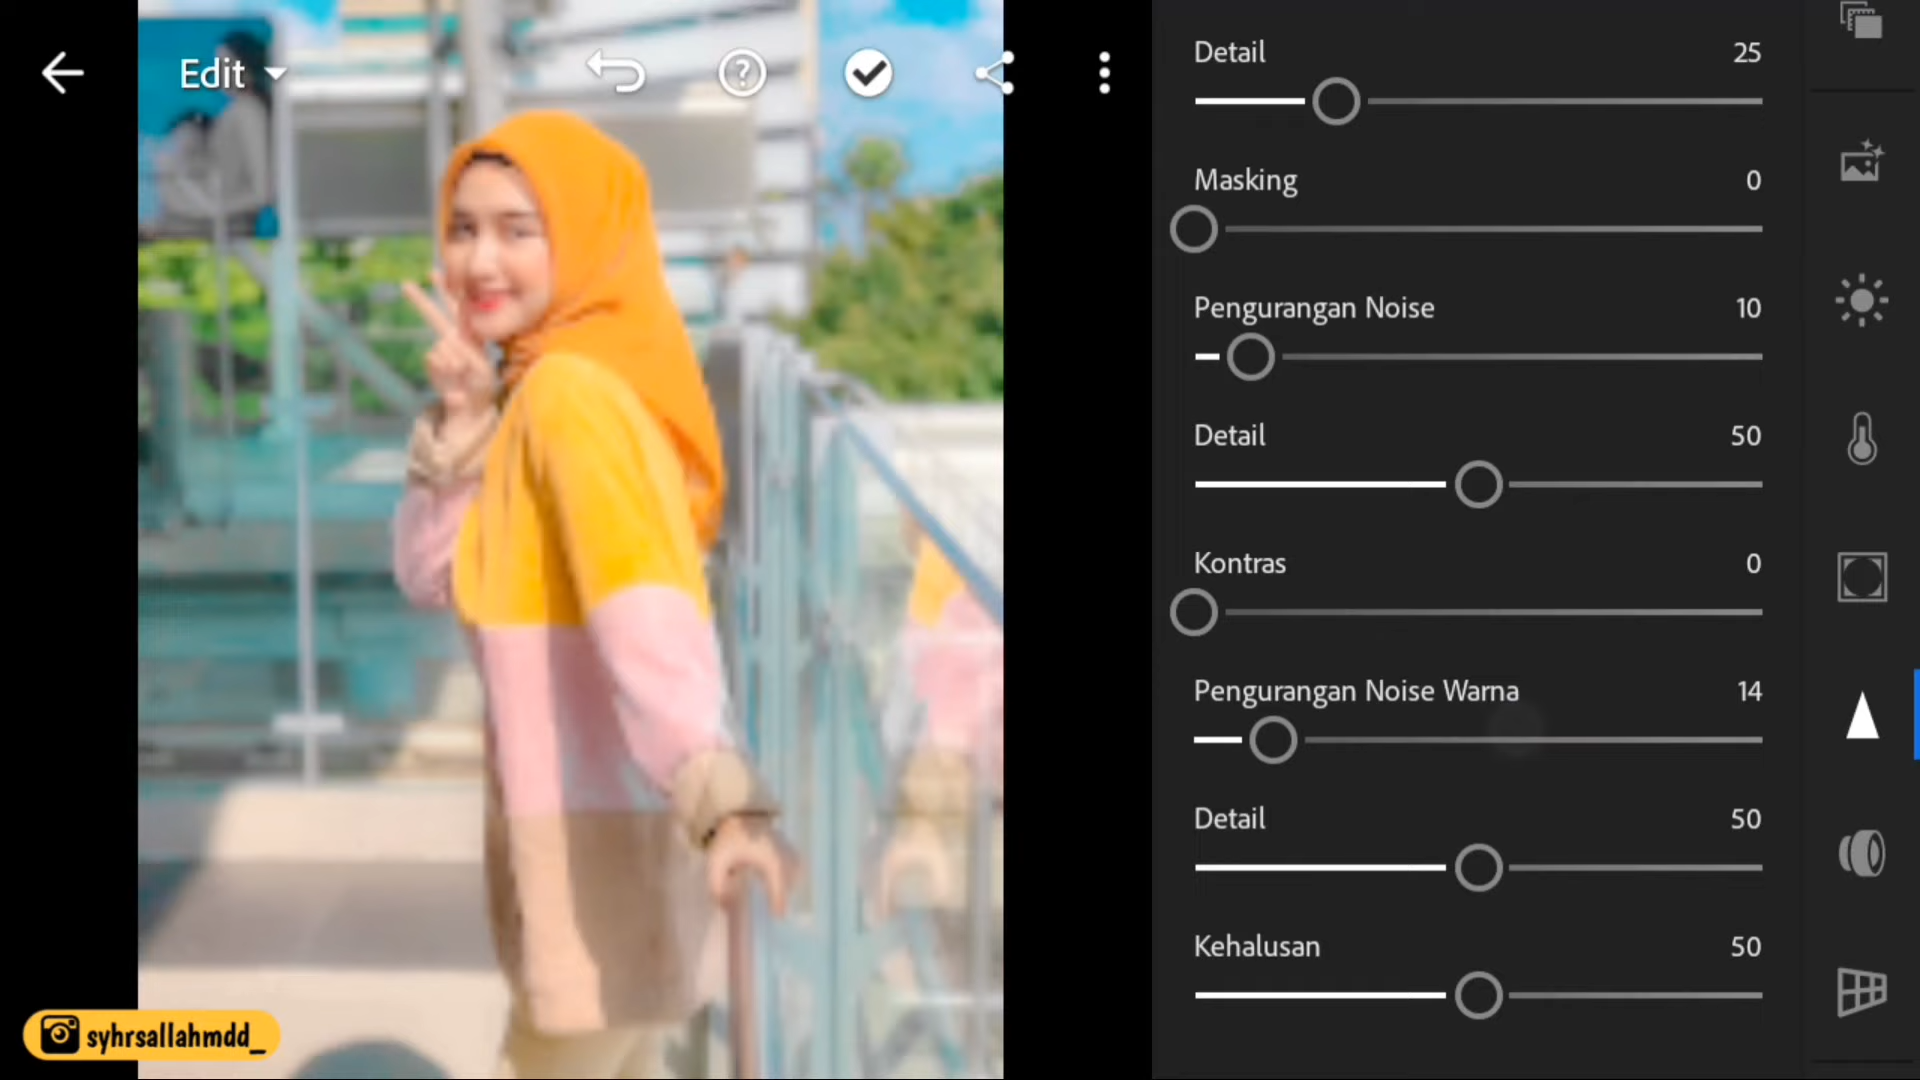 Edit
Detail 25
Masking 0
Pengurangan Noise 10
Detail 50
Kontras 0
Pengurangan Noise Warna 14
Detail 50
Kehalusan 50
syhrsallahmdd_